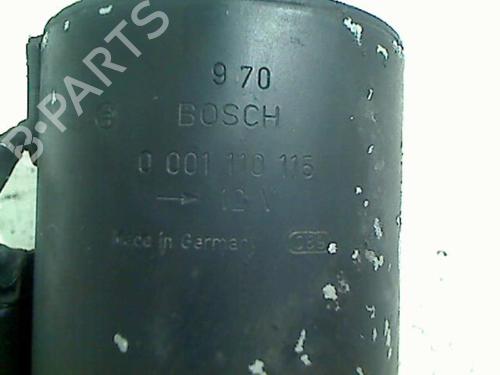 B-PARTS
9 70
BOSCH
0 001 110 115
→ 12 V
Made in Germany